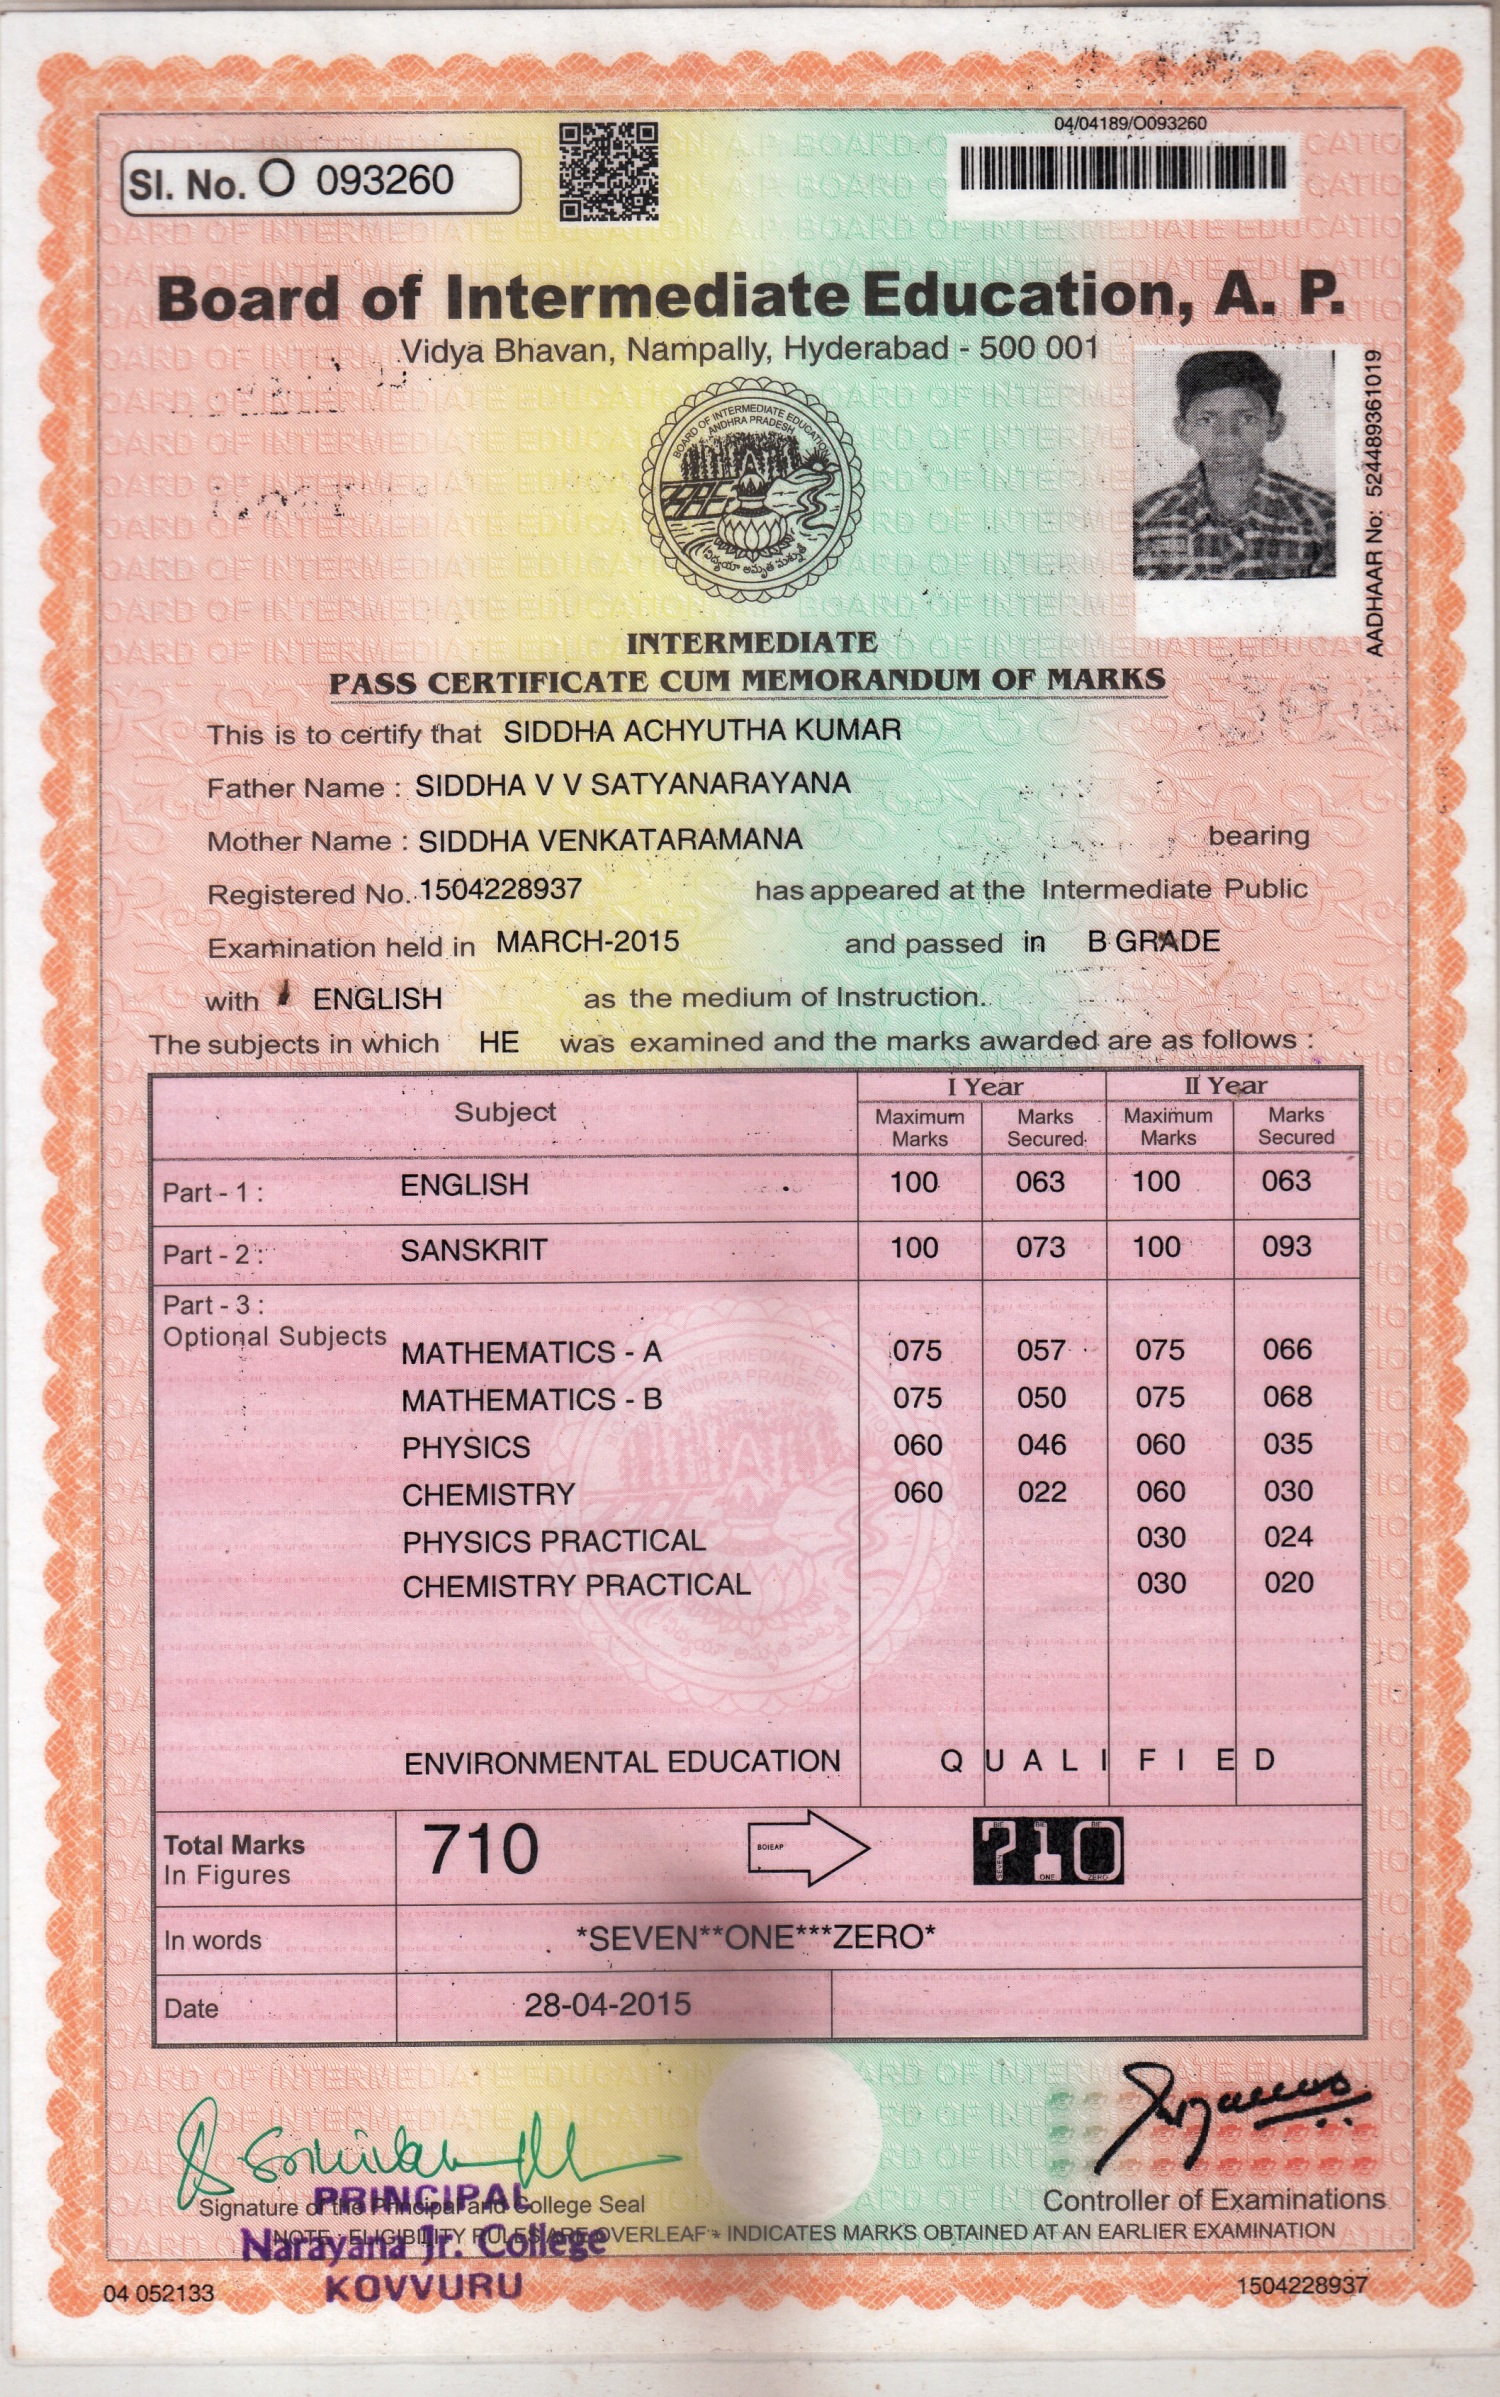 04/04189/O093260
Sl. No. O 093260
Board of Intermediate Education, A. P.
Vidya Bhavan, Nampally, Hyderabad - 500 001
BOARD OF INTERMEDIATE EDUCATION
ANDHRA PRADESH
AADHAAR No: 524489361019
INTERMEDIATE
PASS CERTIFICATE CUM MEMORANDUM OF MARKS
This is to certify that SIDDHA ACHYUTHA KUMAR
Father Name : SIDDHA V V SATYANARAYANA
Mother Name : SIDDHA VENKATARAMANA bearing
Registered No. 1504228937 has appeared at the Intermediate Public
Examination held in MARCH-2015 and passed in B GRADE
with ENGLISH as the medium of Instruction.
The subjects in which HE was examined and the marks awarded are as follows :
Subject I Year II Year
Maximum Marks Marks Secured Maximum Marks Marks Secured
Part - 1 : ENGLISH 100 063 100 063
Part - 2 : SANSKRIT 100 073 100 093
Part - 3 :
Optional Subjects
MATHEMATICS - A 075 057 075 066
MATHEMATICS - B 075 050 075 068
PHYSICS 060 046 060 035
CHEMISTRY 060 022 060 030
PHYSICS PRACTICAL 030 024
CHEMISTRY PRACTICAL 030 020
ENVIRONMENTAL EDUCATION Q U A L I F I E D
Total Marks
In Figures 710 BOIEAP 710
In words *SEVEN**ONE***ZERO*
Date 28-04-2015
Signature of the Principal and College Seal
PRINCIPAL
Narayana Jr. College
KOVVURU
Controller of Examinations
NOTE : ELIGIBILITY RULES ARE OVERLEAF * INDICATES MARKS OBTAINED AT AN EARLIER EXAMINATION
04 052133 1504228937